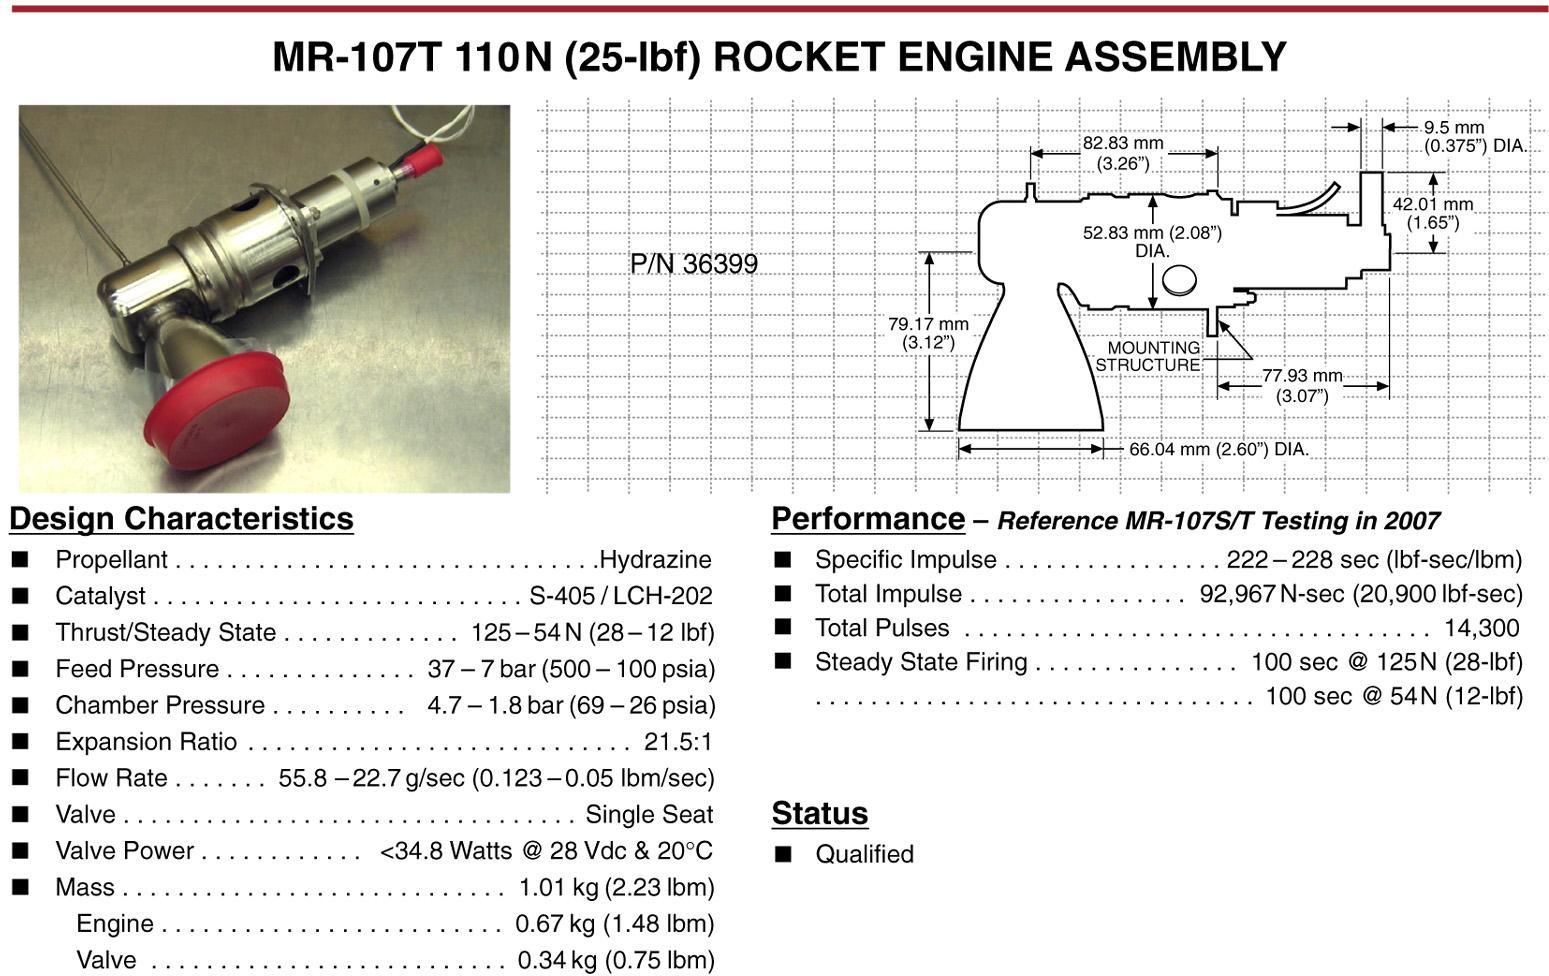 MR-107T 110N (25-lbf) ROCKET ENGINE ASSEMBLY
82.83 mm
(3.26”)
9.5 mm
(0.375”) DIA.
42.01 mm
(1.65”)
52.83 mm (2.08”)
DIA.
P/N 36399
79.17 mm
(3.12”)
MOUNTING
STRUCTURE
77.93 mm
(3.07”)
66.04 mm (2.60”) DIA.
Design Characteristics
■ Propellant . . . . . . . . . . . . . . . . . . . . . . . . . . . . . . .Hydrazine
■ Catalyst . . . . . . . . . . . . . . . . . . . . . . . . . . . S-405 / LCH-202
■ Thrust/Steady State . . . . . . . . . . . . . 125 – 54 N (28 – 12 lbf)
■ Feed Pressure . . . . . . . . . . . . . . 37 – 7 bar (500 – 100 psia)
■ Chamber Pressure . . . . . . . . . . 4.7 – 1.8 bar (69 – 26 psia)
■ Expansion Ratio . . . . . . . . . . . . . . . . . . . . . . . . . . . . 21.5:1
■ Flow Rate . . . . . . . 55.8 – 22.7 g/sec (0.123 – 0.05 lbm/sec)
■ Valve . . . . . . . . . . . . . . . . . . . . . . . . . . . . . . . . . Single Seat
■ Valve Power . . . . . . . . . . . . <34.8 Watts @ 28 Vdc & 20°C
■ Mass . . . . . . . . . . . . . . . . . . . . . . . . . . . . 1.01 kg (2.23 lbm)
Engine . . . . . . . . . . . . . . . . . . . . . . . . . 0.67 kg (1.48 lbm)
Valve . . . . . . . . . . . . . . . . . . . . . . . . . . 0.34 kg (0.75 lbm)
Performance – Reference MR-107S/T Testing in 2007
■ Specific Impulse . . . . . . . . . . . . . . . . 222 – 228 sec (lbf-sec/lbm)
■ Total Impulse . . . . . . . . . . . . . . . . 92,967 N-sec (20,900 lbf-sec)
■ Total Pulses . . . . . . . . . . . . . . . . . . . . . . . . . . . . . . . . . . 14,300
■ Steady State Firing . . . . . . . . . . . . . . . 100 sec @ 125N (28-lbf)
. . . . . . . . . . . . . . . . . . . . . . . . . . . . . . . . 100 sec @ 54N (12-lbf)
Status
■ Qualified